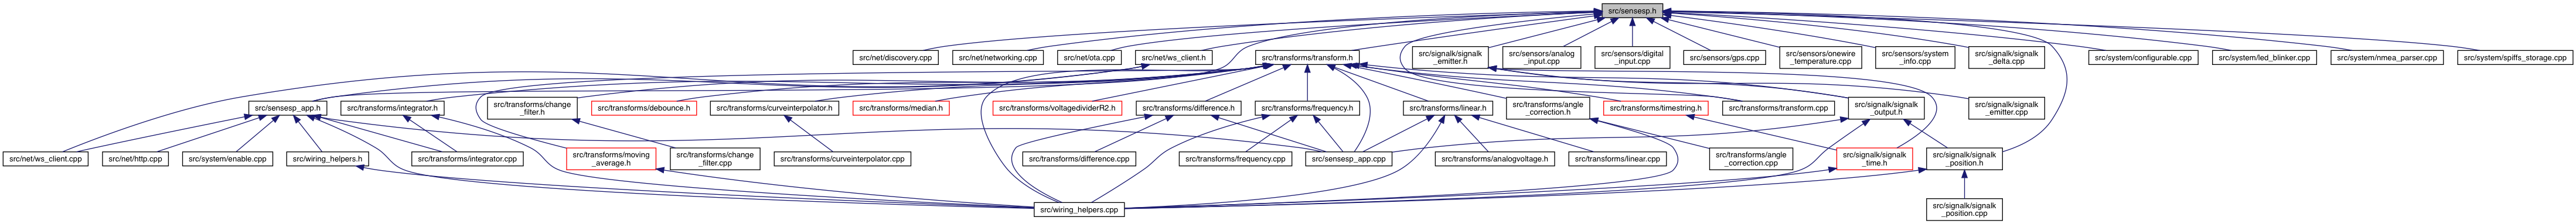 src/sensesp.h
src/net/discovery.cpp
src/net/networking.cpp
src/net/ota.cpp
src/net/ws_client.h
src/transforms/transform.h
src/signalk/signalk
_emitter.h
src/sensors/analog
_input.cpp
src/sensors/digital
_input.cpp
src/sensors/gps.cpp
src/sensors/onewire
_temperature.cpp
src/sensors/system
_info.cpp
src/signalk/signalk
_delta.cpp
src/system/configurable.cpp
src/system/led_blinker.cpp
src/system/nmea_parser.cpp
src/system/spiffs_storage.cpp
src/sensesp_app.h
src/transforms/integrator.h
src/transforms/change
_filter.h
src/transforms/debounce.h
src/transforms/curveinterpolator.h
src/transforms/median.h
src/transforms/voltagedividerR2.h
src/transforms/difference.h
src/transforms/frequency.h
src/transforms/linear.h
src/transforms/angle
_correction.h
src/transforms/timestring.h
src/transforms/transform.cpp
src/signalk/signalk
_output.h
src/signalk/signalk
_emitter.cpp
src/net/ws_client.cpp
src/net/http.cpp
src/system/enable.cpp
src/wiring_helpers.h
src/transforms/integrator.cpp
src/transforms/moving
_average.h
src/transforms/change
_filter.cpp
src/transforms/curveinterpolator.cpp
src/transforms/difference.cpp
src/transforms/frequency.cpp
src/sensesp_app.cpp
src/transforms/analogvoltage.h
src/transforms/linear.cpp
src/transforms/angle
_correction.cpp
src/signalk/signalk
_time.h
src/signalk/signalk
_position.h
src/wiring_helpers.cpp
src/signalk/signalk
_position.cpp